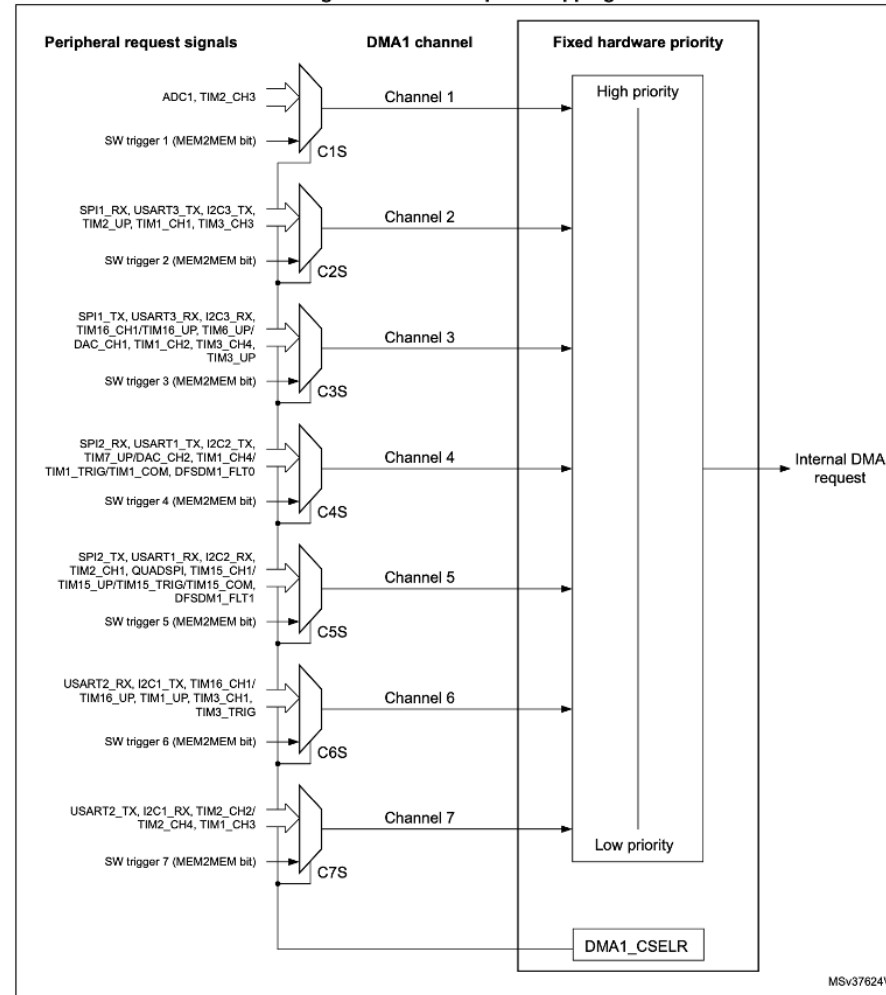 Peripheral request signals
DMA1 channel
Fixed hardware priority
High priority
ADC1, TIM2_CH3
Channel 1
SW trigger 1 (MEM2MEM bit)
C1S
SPI1_RX, USART3_TX, I2C3_TX,
TIM2_UP, TIM1_CH1, TIM3_CH3
Channel 2
SW trigger 2 (MEM2MEM bit)
C2S
SPI1_TX, USART3_RX, I2C3_RX,
TIM16_CH1/TIM16_UP, TIM6_UP/
DAC_CH1, TIM1_CH2, TIM3_CH4,
TIM3_UP
Channel 3
SW trigger 3 (MEM2MEM bit)
C3S
SPI2_RX, USART1_TX, I2C2_TX,
TIM7_UP/DAC_CH2, TIM1_CH4/
TIM1_TRIG/TIM1_COM, DFSDM1_FLT0
Channel 4
Internal DMA
request
SW trigger 4 (MEM2MEM bit)
C4S
SPI2_TX, USART1_RX, I2C2_RX,
TIM2_CH1, QUADSPI, TIM15_CH1/
TIM15_UP/TIM15_TRIG/TIM15_COM,
DFSDM1_FLT1
Channel 5
SW trigger 5 (MEM2MEM bit)
C5S
USART2_RX, I2C1_TX, TIM16_CH1/
TIM16_UP, TIM1_UP, TIM3_CH1,
TIM3_TRIG
Channel 6
SW trigger 6 (MEM2MEM bit)
C6S
USART2_TX, I2C1_RX, TIM2_CH2/
TIM2_CH4, TIM1_CH3
Channel 7
Low priority
SW trigger 7 (MEM2MEM bit)
C7S
DMA1_CSELR